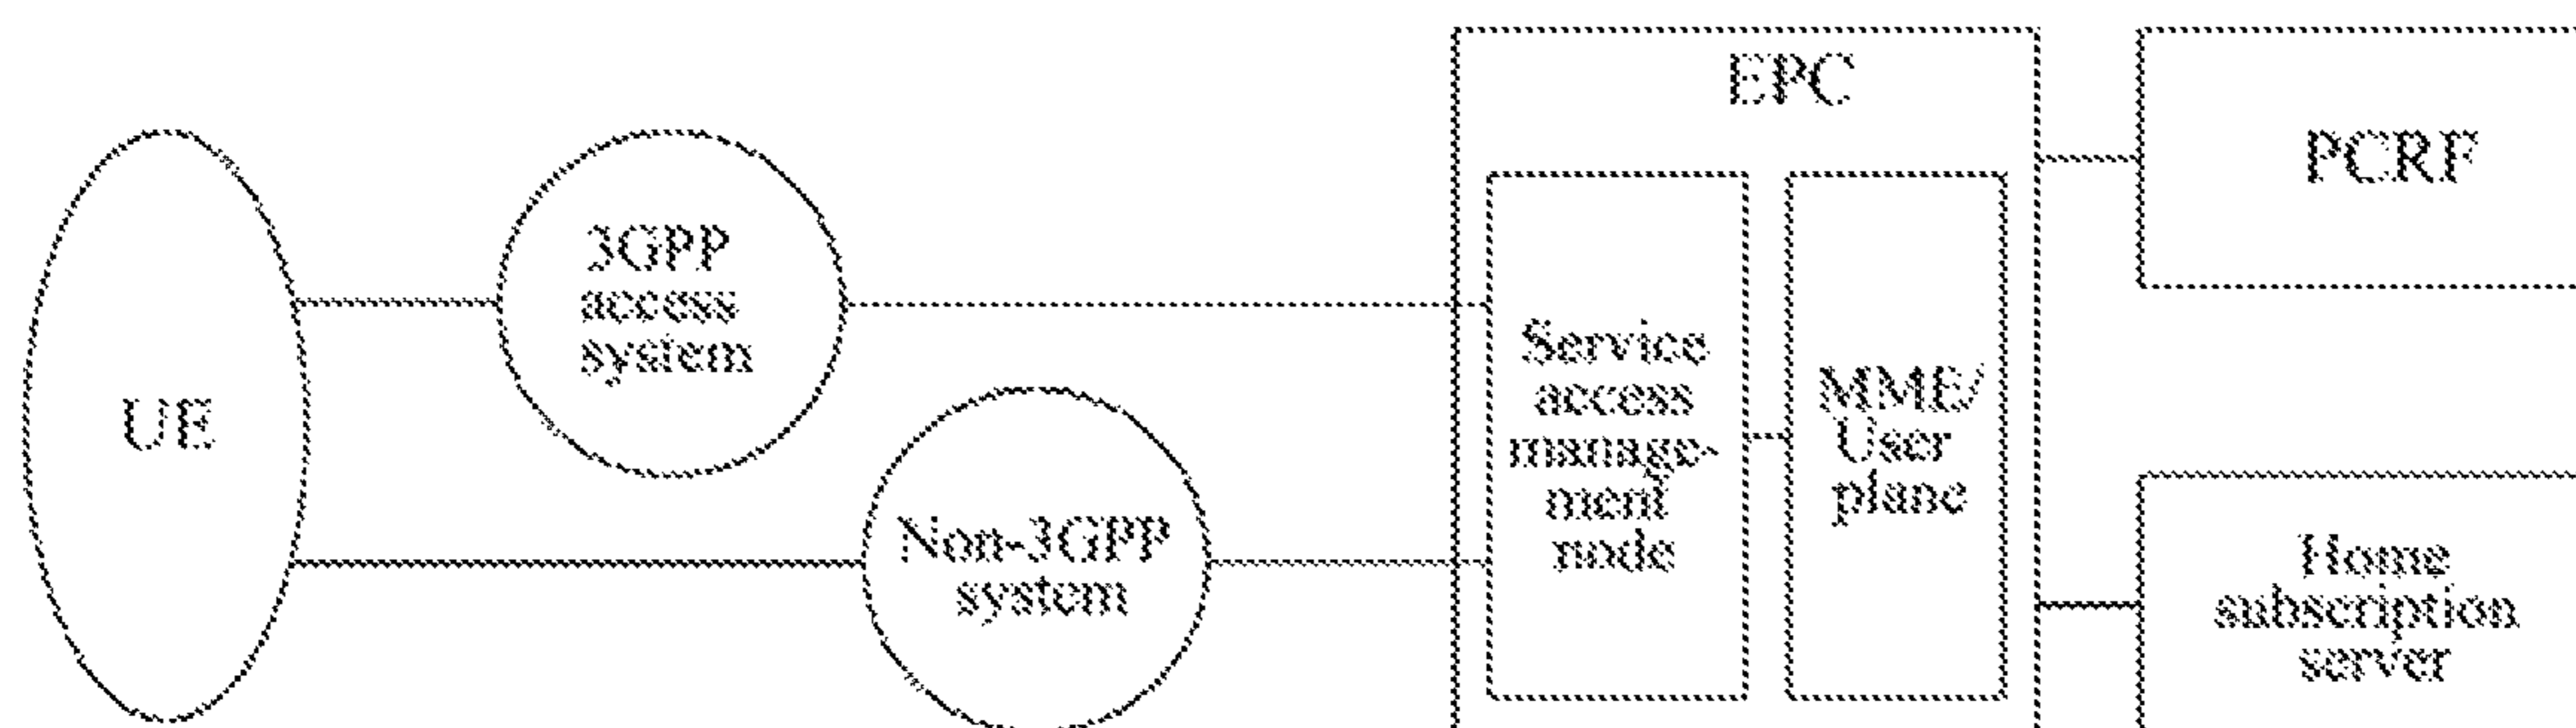 EPC
PCRF
3GPP
access
system
UE
Service
access
manage-
ment
node
MME/
User
plane
Non-3GPP
system
Home
subscription
server